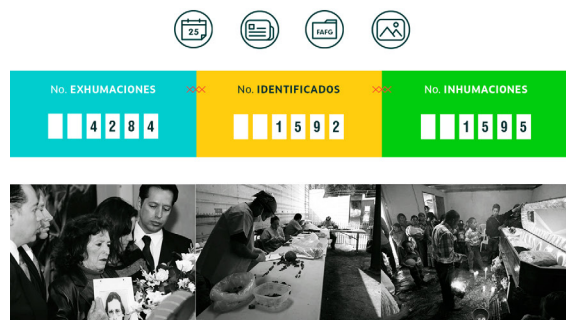 25
FAFG
No. EXHUMACIONES
4284
No. IDENTIFICADOS
1592
No. INHUMACIONES
1595